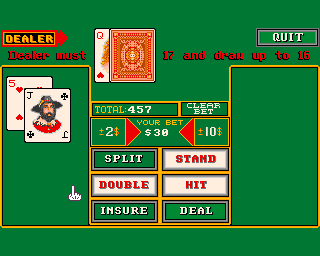 DEALER
QUIT
Q
Dealer must 17 and draw up to 16
5
J
J
TOTAL:457
CLEAR BET
±2$
YOUR BET
$30
±10$
SPLIT
STAND
DOUBLE
HIT
INSURE
DEAL